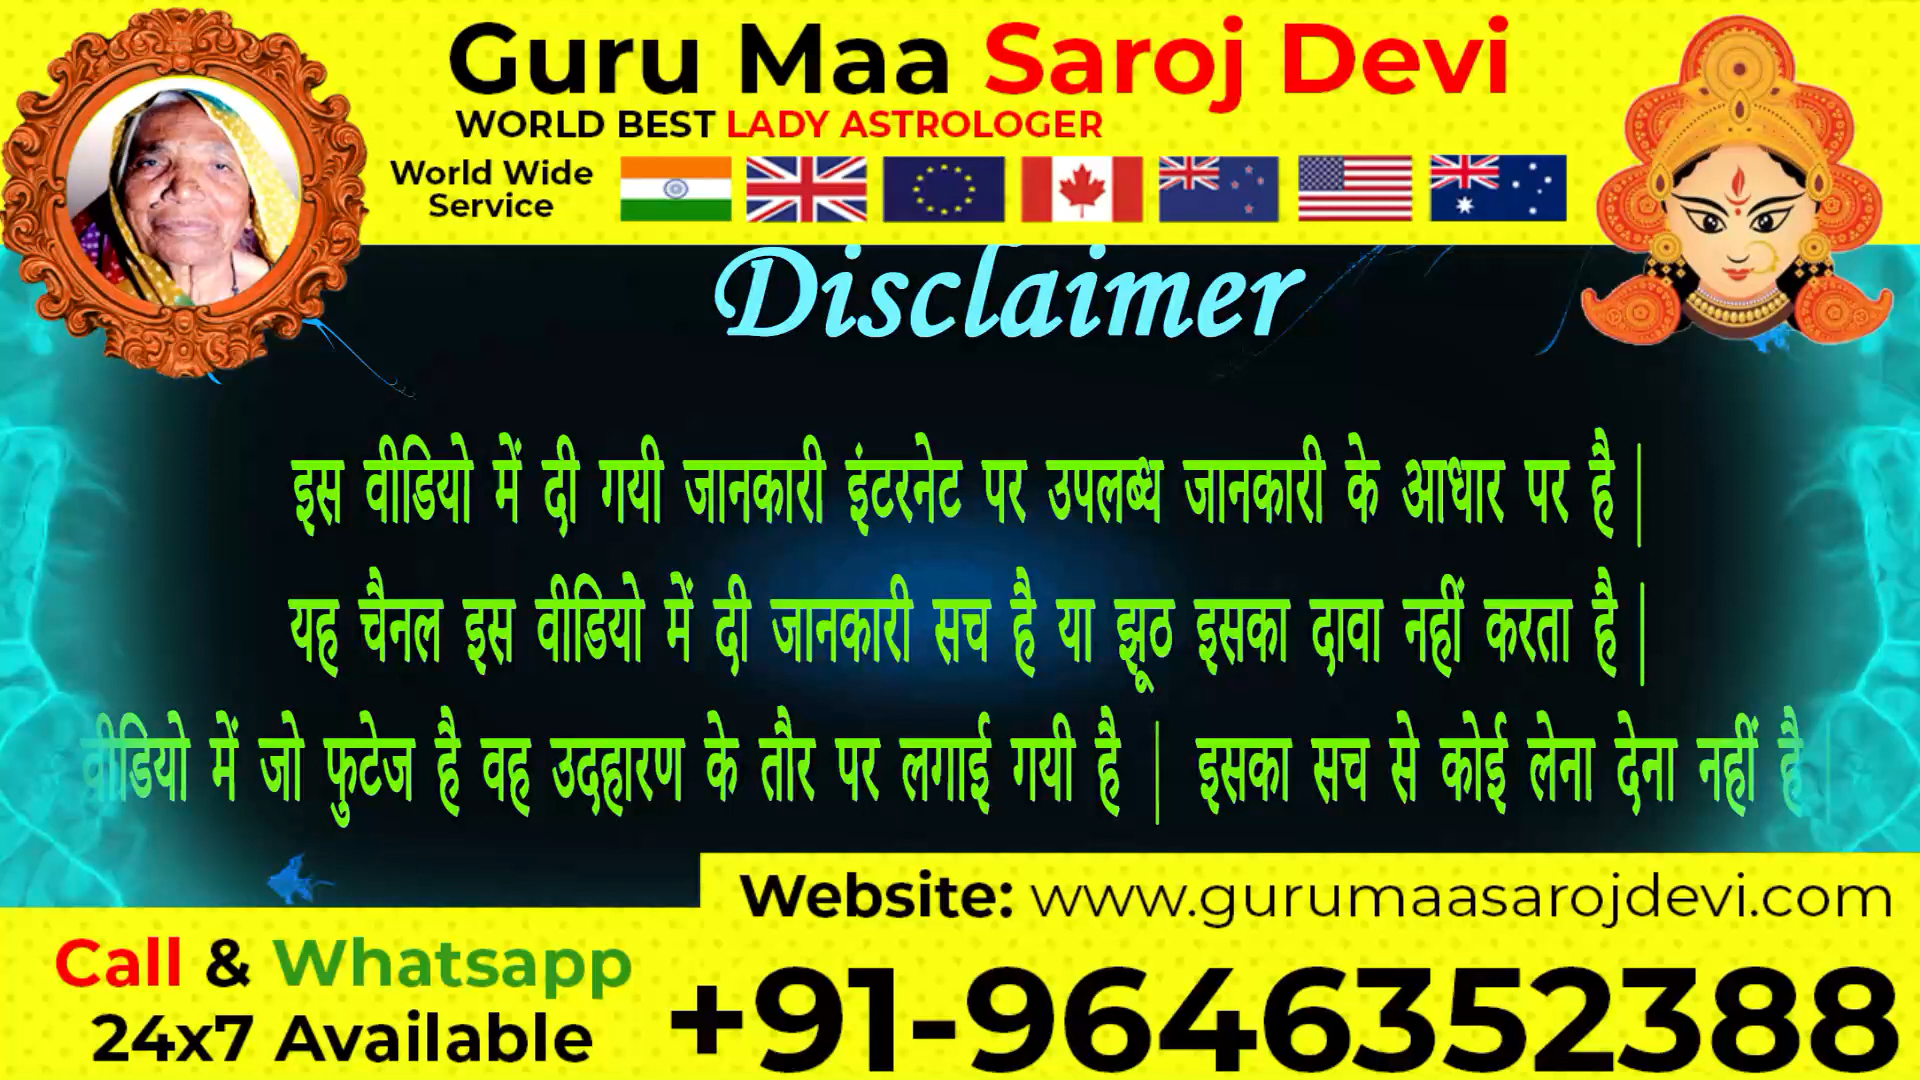 Guru Maa Saroj Devi
WORLD BEST LADY ASTROLOGER
World Wide
Service
Disclaimer
इस वीडियो में दी गयी जानकारी इंटरनेट पर उपलब्ध जानकारी के आधार पर है |
यह चैनल इस वीडियो में दी जानकारी सच है या झूठ इसका दावा नहीं करता है |
वीडियो में जो फुटेज है वह उदहारण के तौर पर लगाई गयी है | इसका सच से कोई लेना देना नहीं है |
Website: www.gurumaasarojdevi.com
Call & Whatsapp
24x7 Available
+91-9646352388